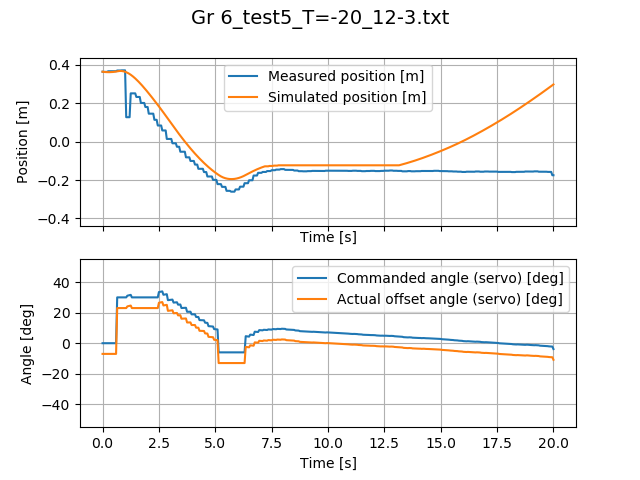 Gr 6_test5_T=-20_12-3.txt
0.4
0.2
0.0
−0.2
−0.4
Position [m]
Measured position [m]
Simulated position [m]
Time [s]
40
20
0
−20
−40
Angle [deg]
Commanded angle (servo) [deg]
Actual offset angle (servo) [deg]
0.0 2.5 5.0 7.5 10.0 12.5 15.0 17.5 20.0
Time [s]